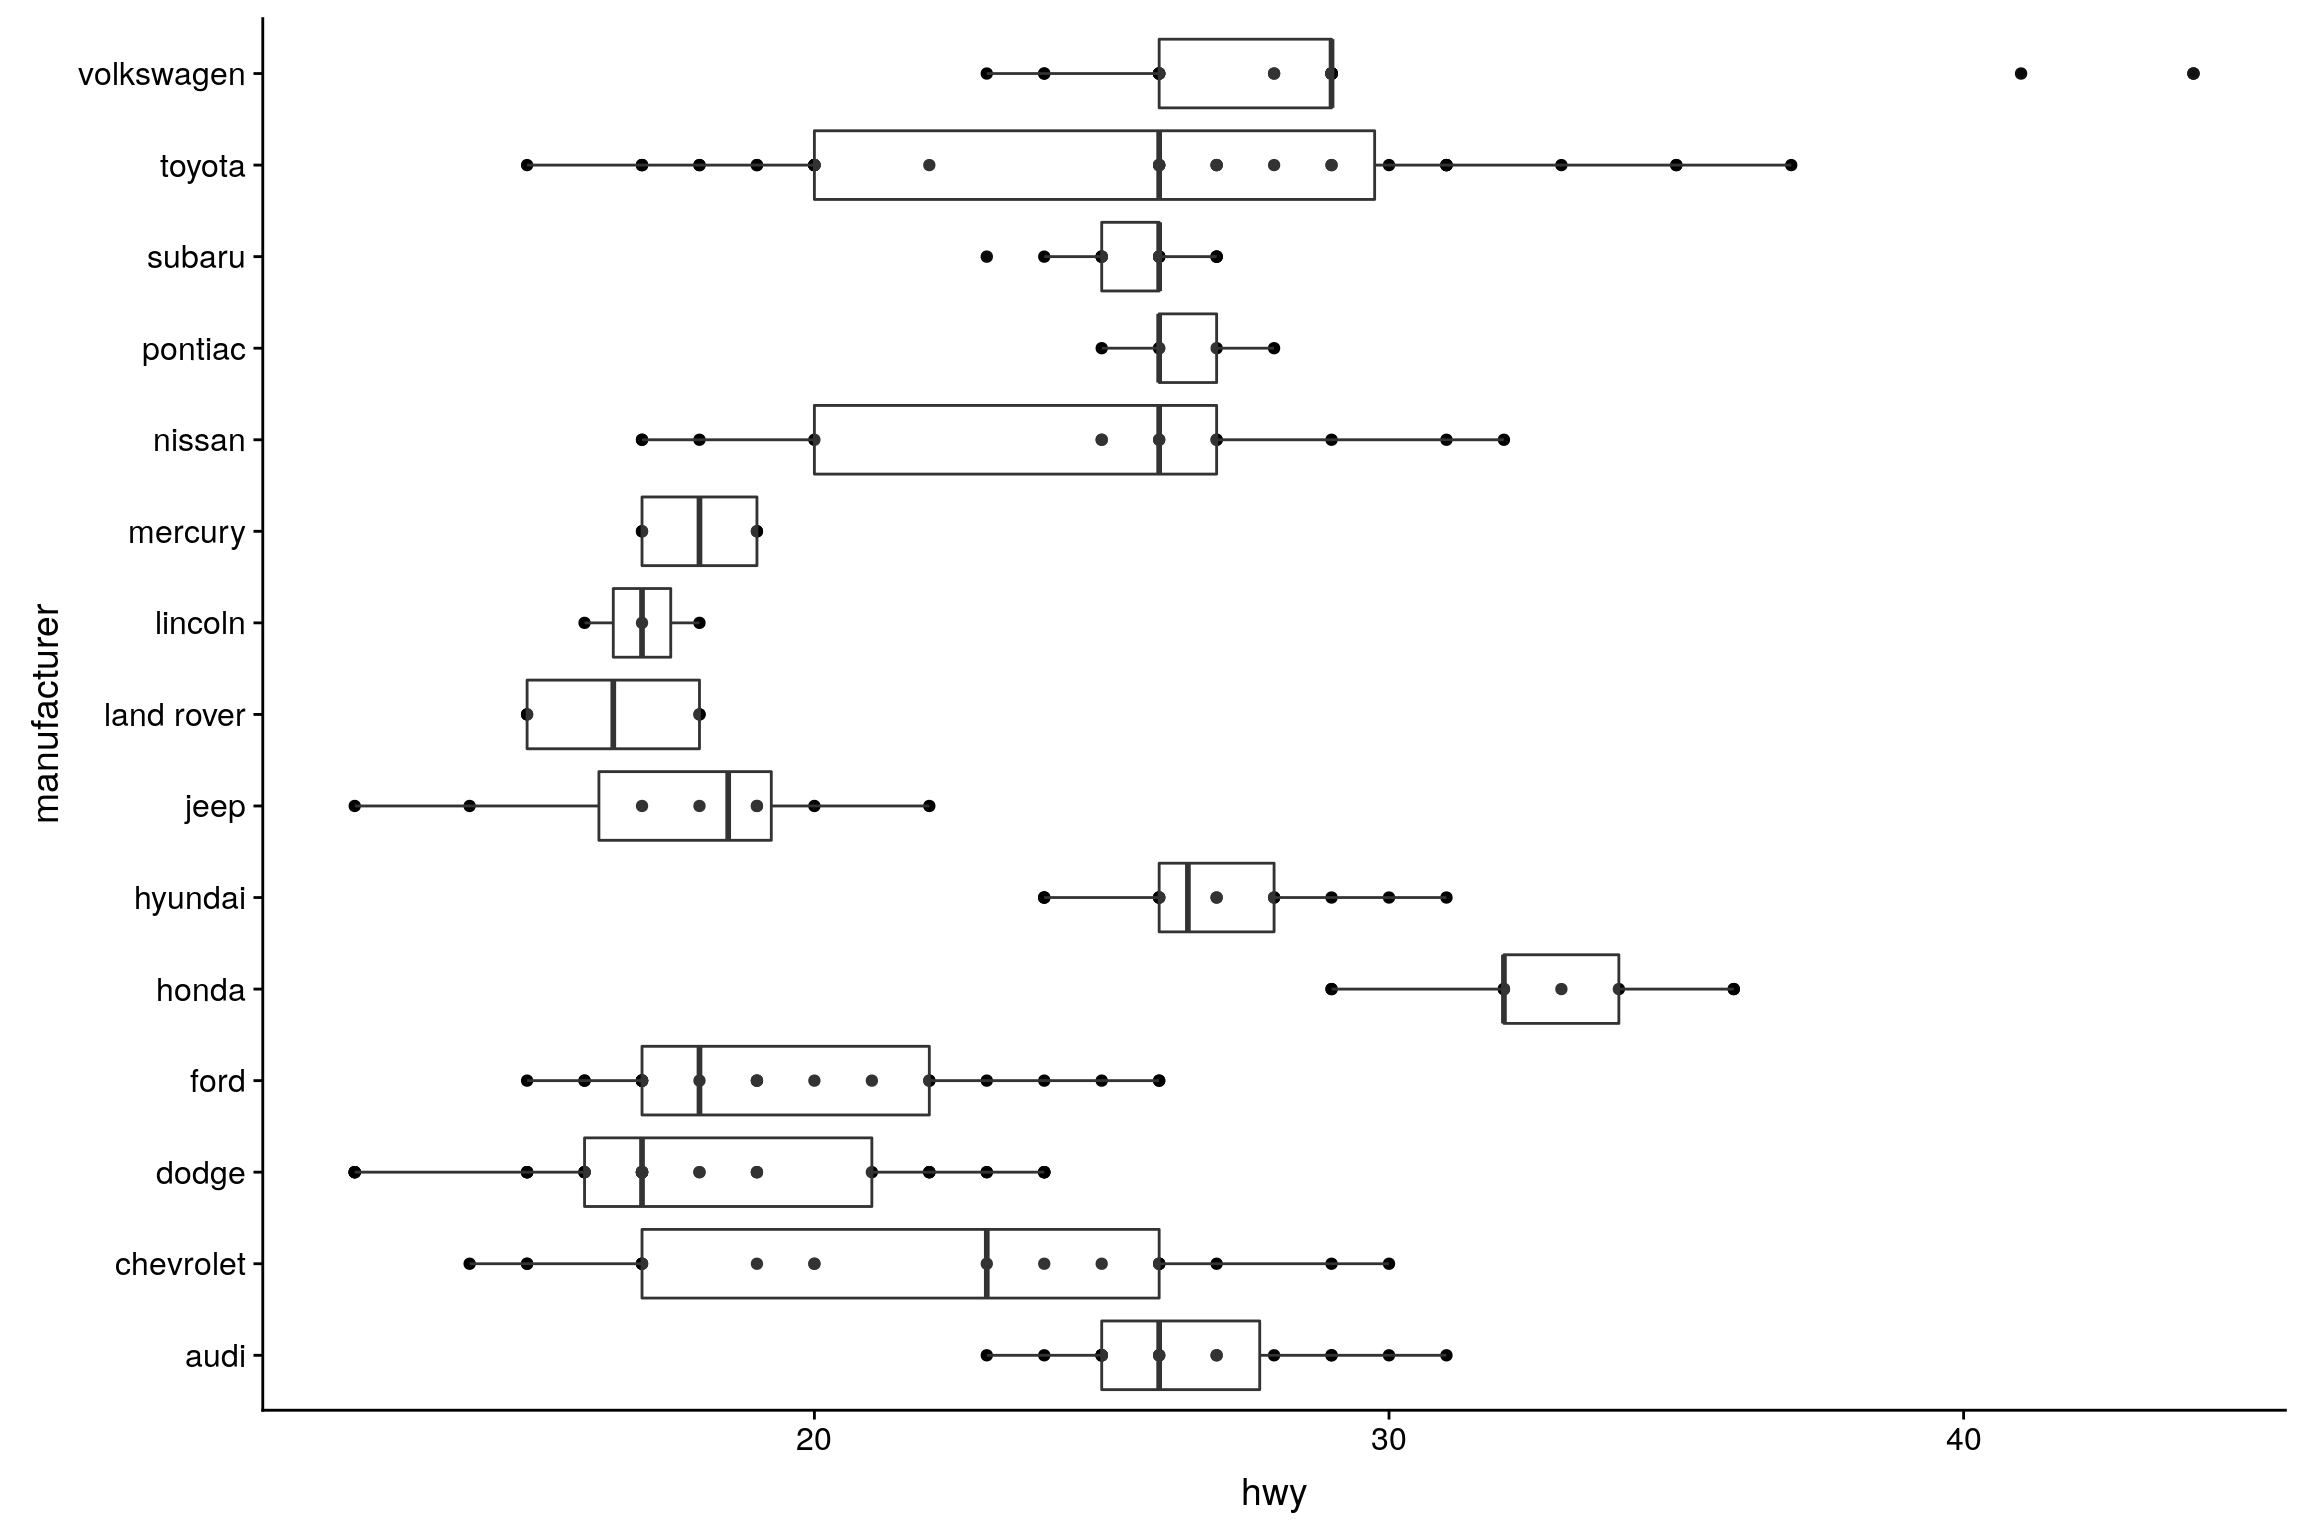 volkswagen
toyota
subaru
pontiac
nissan
mercury
lincoln
land rover
jeep
hyundai
honda
ford
dodge
chevrolet
audi
manufacturer
20 30 40
hwy